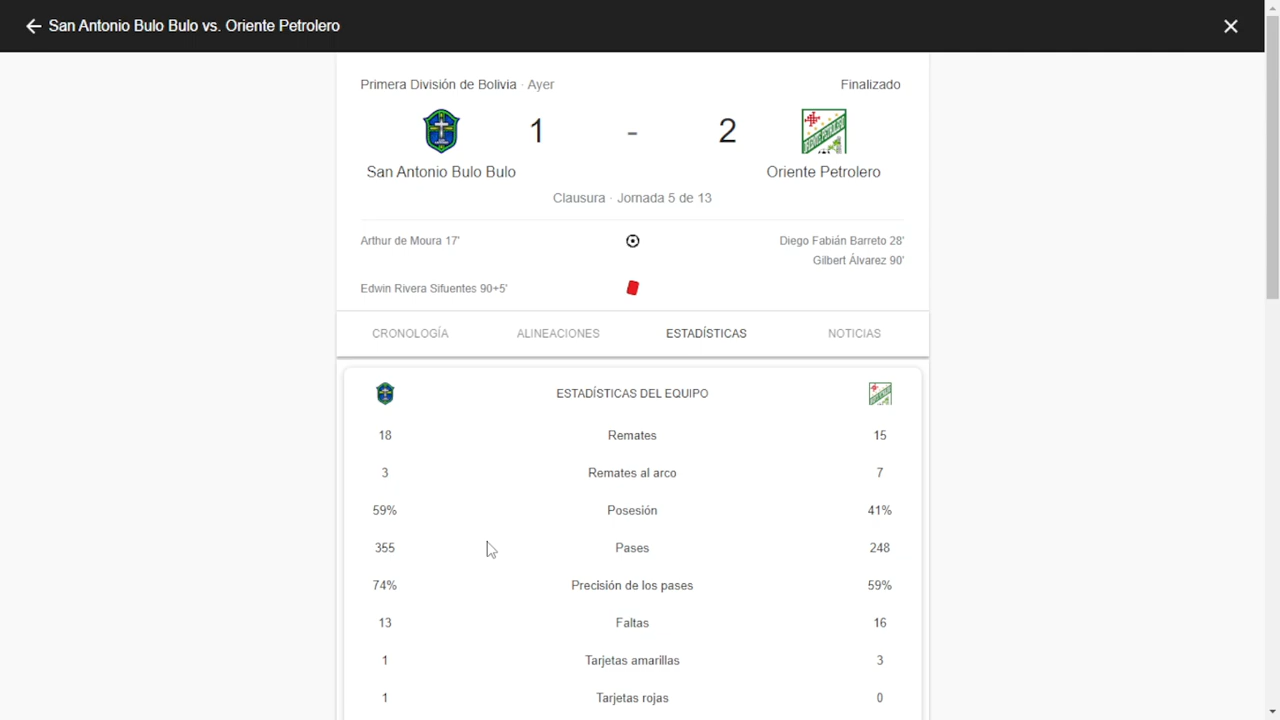 San Antonio Bulo Bulo vs. Oriente Petrolero
Primera División de Bolivia · Ayer
Finalizado
1 - 2
San Antonio Bulo Bulo
Oriente Petrolero
Clausura · Jornada 5 de 13
Arthur de Moura 17'
Diego Fabián Barreto 28'
Gilbert Álvarez 90'
Edwin Rivera Sifuentes 90+5'
CRONOLOGÍA ALINEACIONES ESTADÍSTICAS NOTICIAS
ESTADÍSTICAS DEL EQUIPO
18 Remates 15
3 Remates al arco 7
59% Posesión 41%
355 Pases 248
74% Precisión de los pases 59%
13 Faltas 16
1 Tarjetas amarillas 3
1 Tarjetas rojas 0